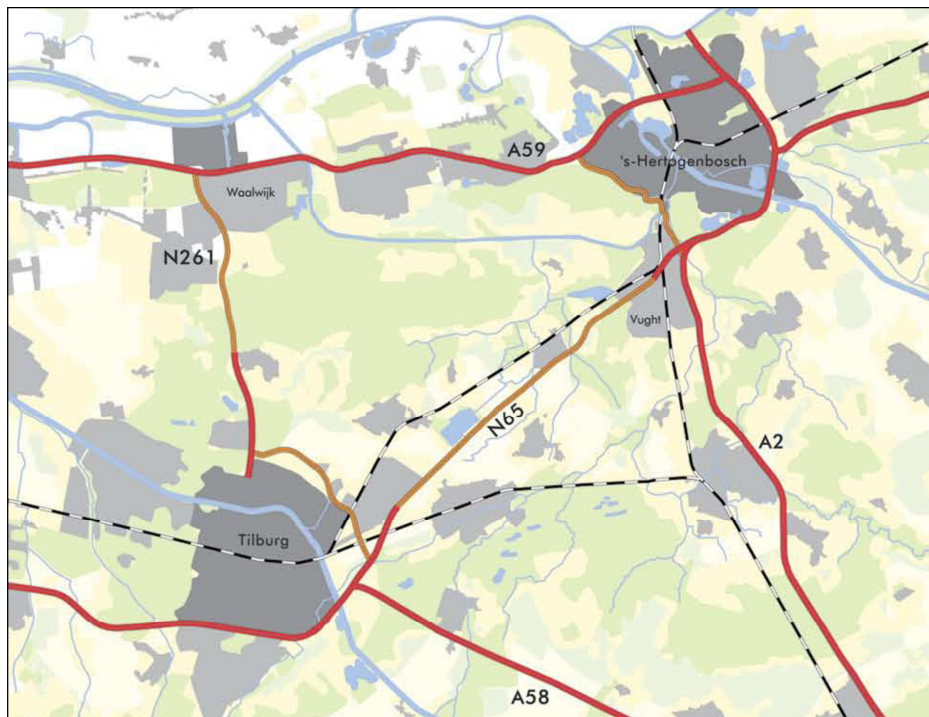 A59
's-Hertogenbosch
Waalwijk
N261
Vught
N65
A2
Tilburg
A58